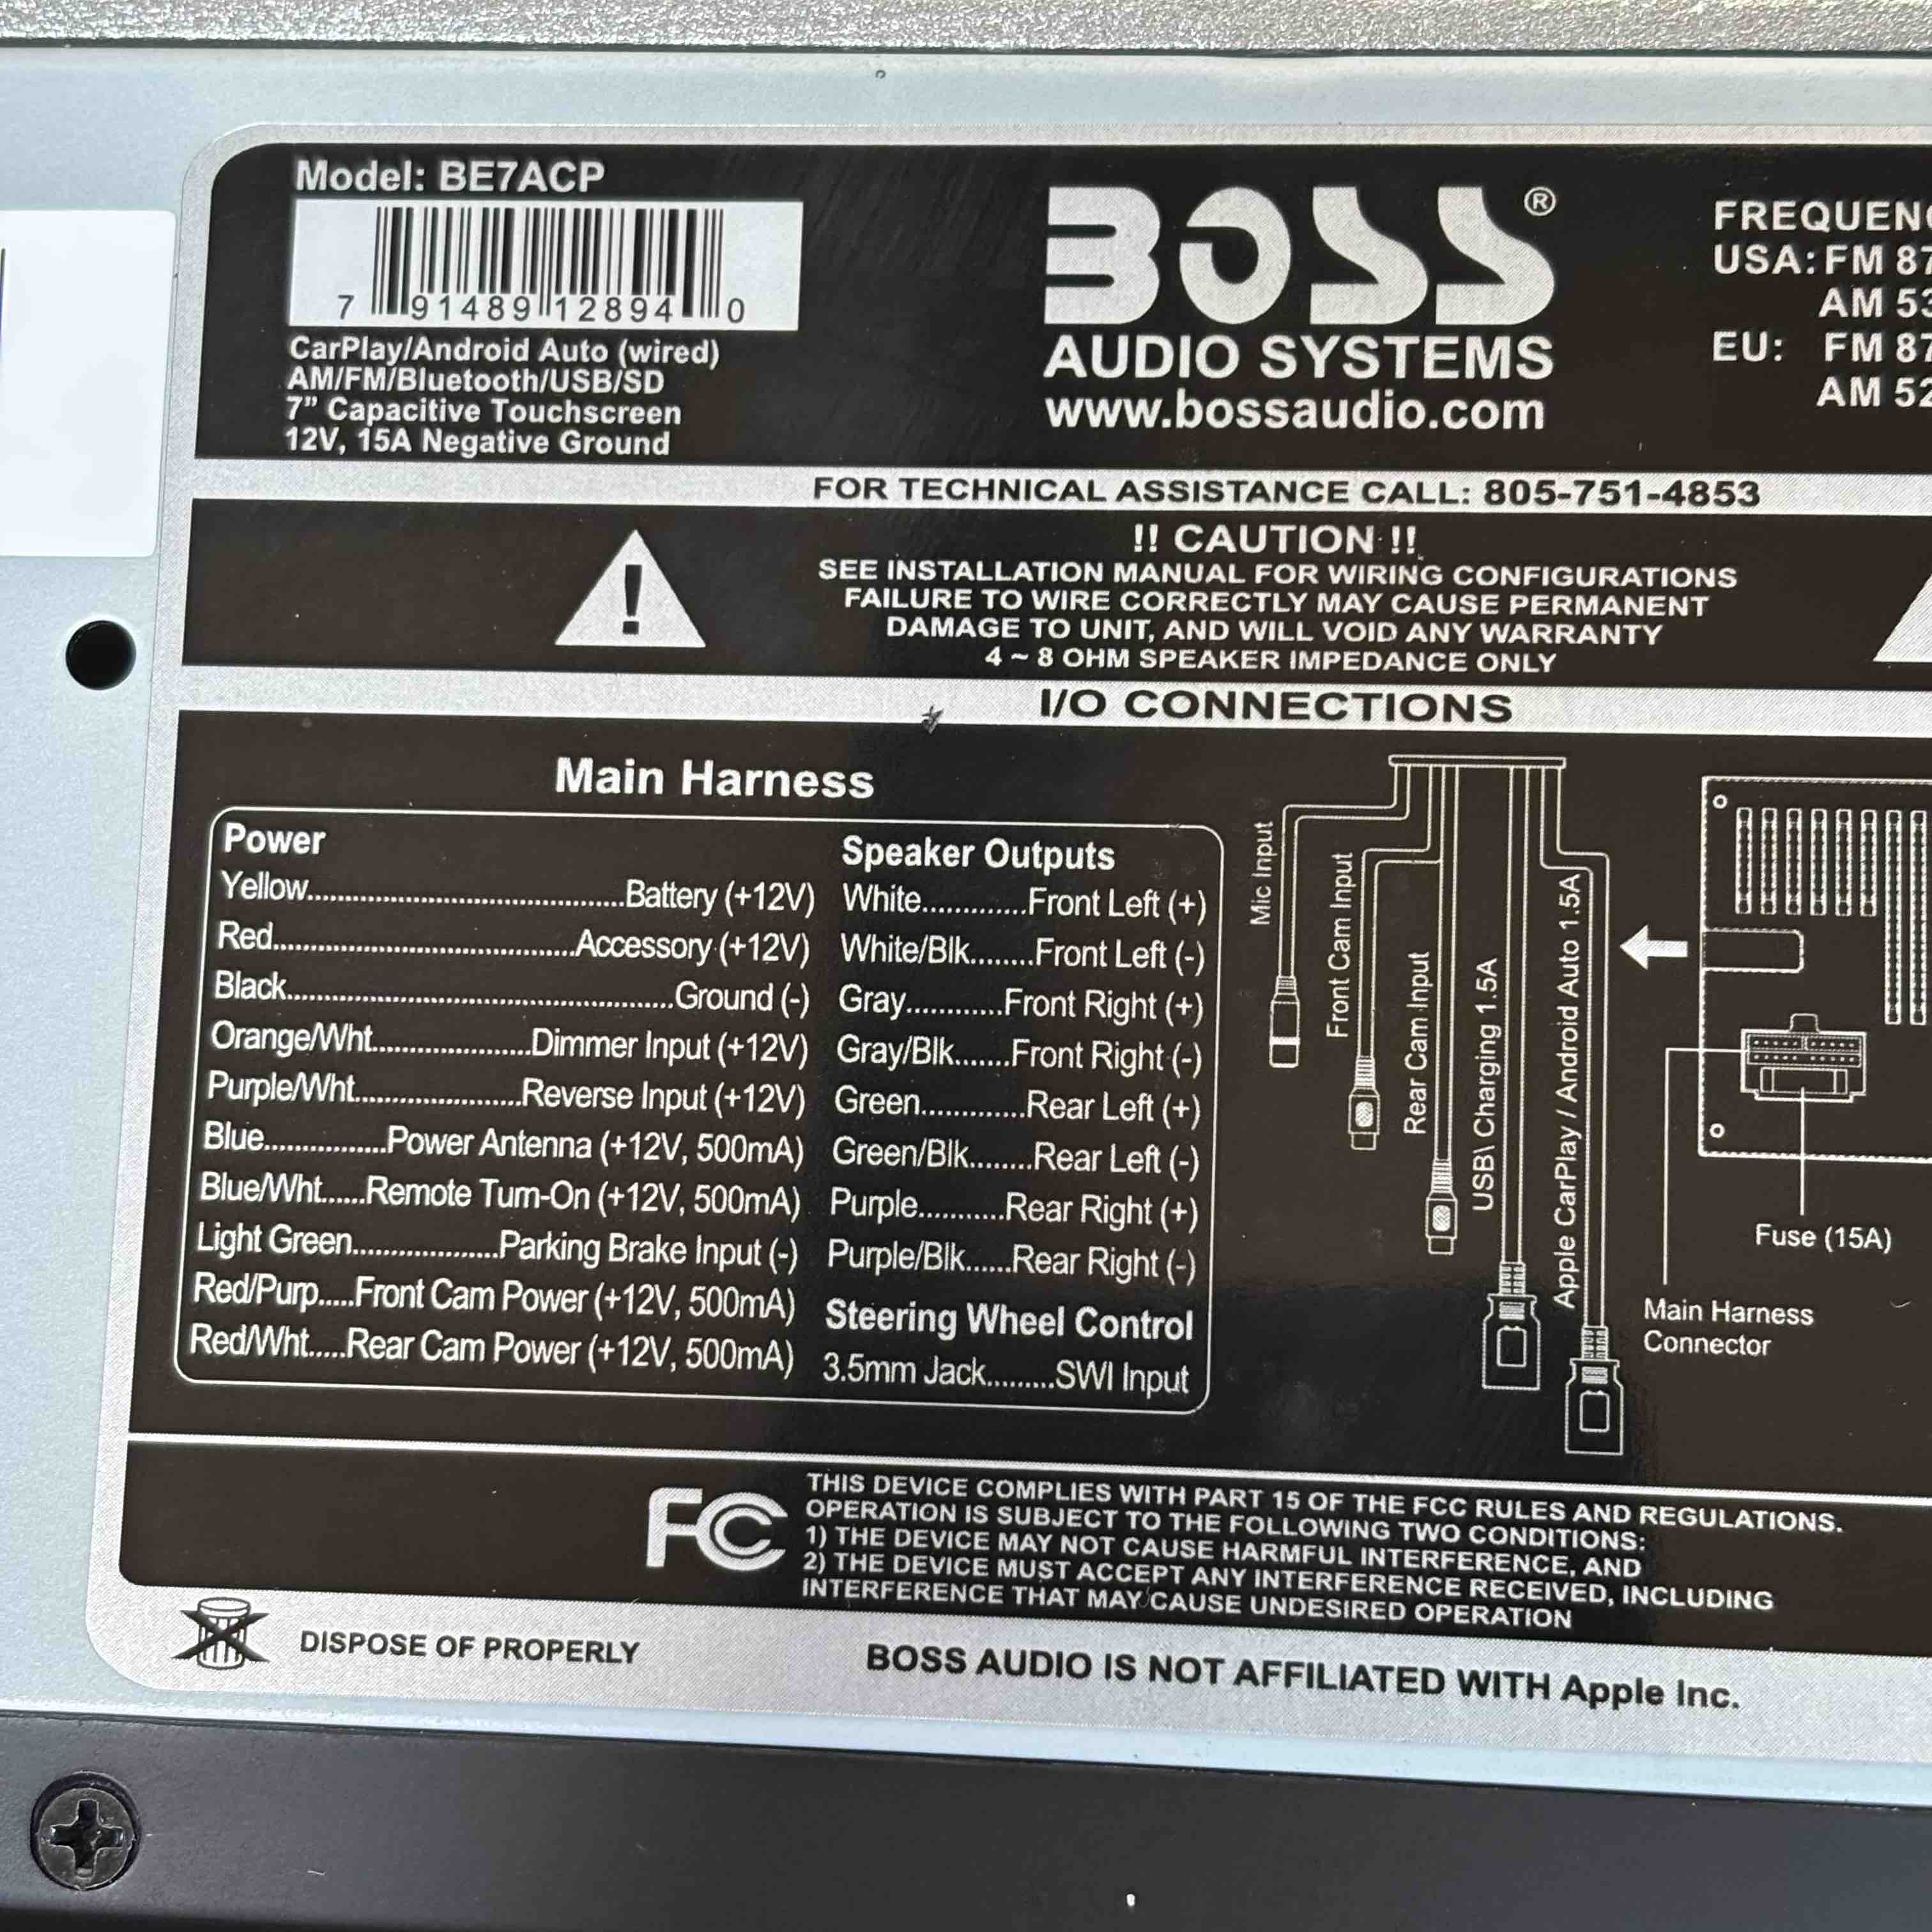 Model: BE7ACP
7 91489 12894 0
CarPlay/Android Auto (wired)
AM/FM/Bluetooth/USB/SD
7” Capacitive Touchscreen
12V, 15A Negative Ground
BOSS®
AUDIO SYSTEMS
www.bossaudio.com
USA: FM 87
AM 53
EU: FM 87
AM 52
FOR TECHNICAL ASSISTANCE CALL: 805-751-4853
!! CAUTION !!
SEE INSTALLATION MANUAL FOR WIRING CONFIGURATIONS
FAILURE TO WIRE CORRECTLY MAY CAUSE PERMANENT
DAMAGE TO UNIT, AND WILL VOID ANY WARRANTY
4 ~ 8 OHM SPEAKER IMPEDANCE ONLY
I/O CONNECTIONS
Main Harness
Power
Yellow......Battery (+12V)
Red......Accessory (+12V)
Black......Ground (-)
Orange/Wht......Dimmer Input (+12V)
Purple/Wht......Reverse Input (+12V)
Blue......Power Antenna (+12V, 500mA)
Blue/Wht......Remote Turn-On (+12V, 500mA)
Light Green......Parking Brake Input (-)
Red/Purp.....Front Cam Power (+12V, 500mA)
Red/Wht.....Rear Cam Power (+12V, 500mA)
Speaker Outputs
White......Front Left (+)
White/Blk......Front Left (-)
Gray......Front Right (+)
Gray/Blk......Front Right (-)
Green......Rear Left (+)
Green/Blk......Rear Left (-)
Purple......Rear Right (+)
Purple/Blk......Rear Right (-)
Steering Wheel Control
3.5mm Jack......SWI Input
Mic Input
Front Cam Input
Rear Cam Input
USB\ Charging 1.5A
Apple CarPlay / Android Auto 1.5A
Fuse (15A)
Main Harness
Connector
FC
THIS DEVICE COMPLIES WITH PART 15 OF THE FCC RULES AND REGULATIONS.
OPERATION IS SUBJECT TO THE FOLLOWING TWO CONDITIONS:
1) THE DEVICE MAY NOT CAUSE HARMFUL INTERFERENCE, AND
2) THE DEVICE MUST ACCEPT ANY INTERFERENCE RECEIVED, INCLUDING
INTERFERENCE THAT MAY CAUSE UNDESIRED OPERATION
DISPOSE OF PROPERLY
BOSS AUDIO IS NOT AFFILIATED WITH Apple Inc.